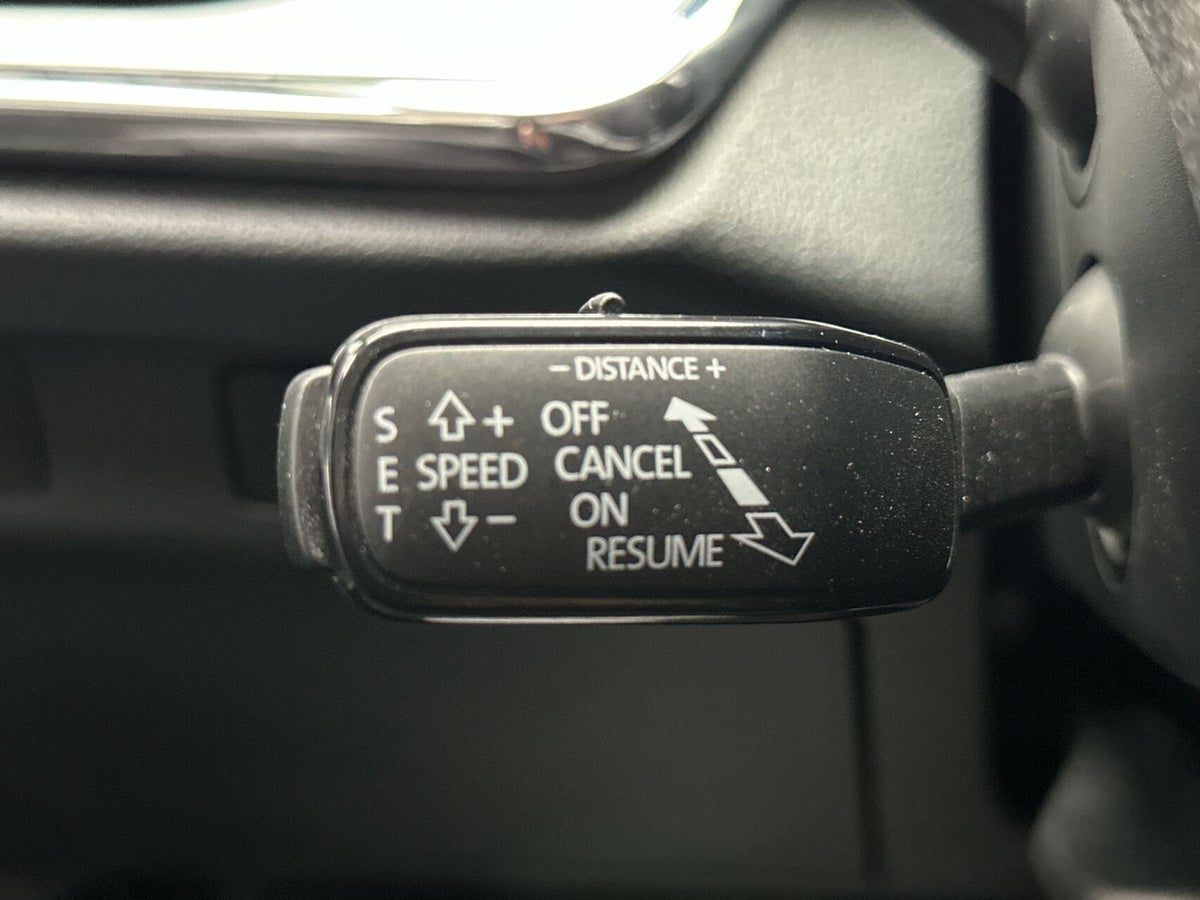 − DISTANCE +
S + OFF
E SPEED CANCEL
T − ON
RESUME